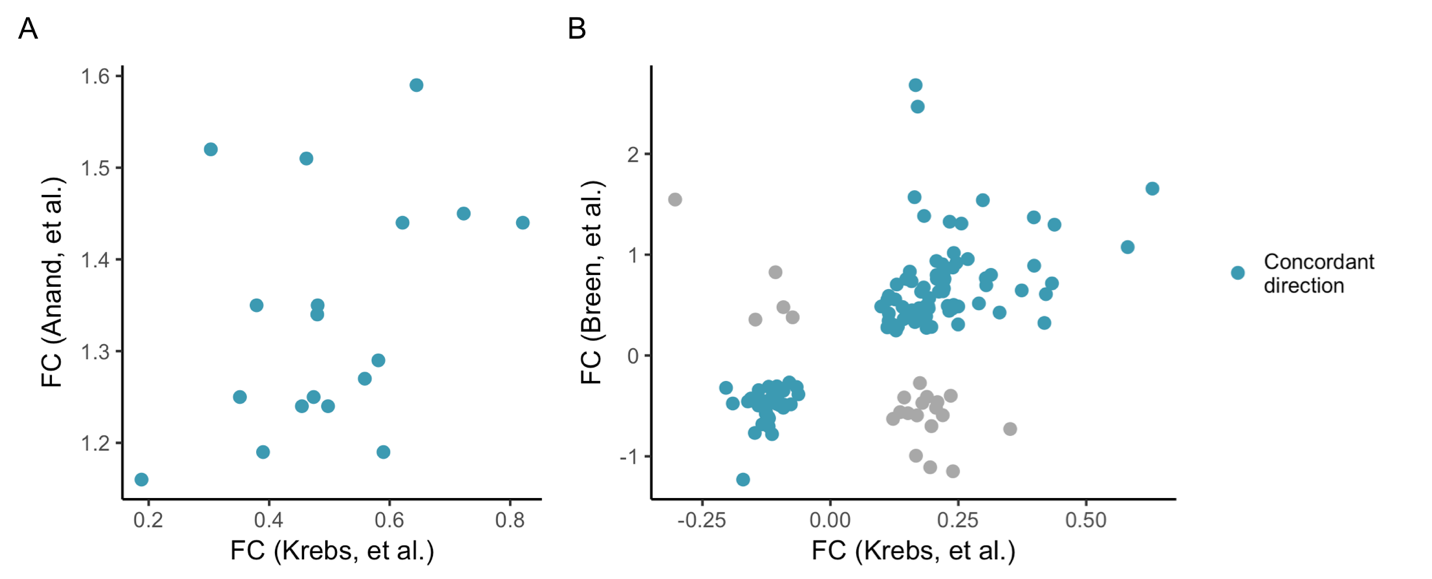 A
B
1.6
1.5
1.4
1.3
1.2
FC (Anand, et al.)
0.2
0.4
0.6
0.8
FC (Krebs, et al.)
2
1
0
-1
FC (Breen, et al.)
-0.25
0.00
0.25
0.50
FC (Krebs, et al.)
Concordant
direction